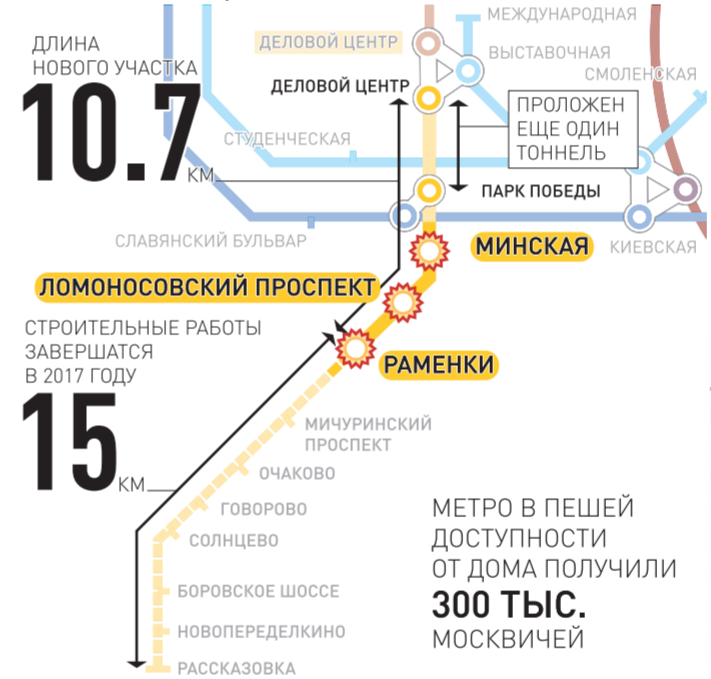 МЕЖДУНАРОДНАЯ
ДЛИНА
НОВОГО УЧАСТКА
10.7
КМ
ДЕЛОВОЙ ЦЕНТР
ВЫСТАВОЧНАЯ
СМОЛЕНСКАЯ
ДЕЛОВОЙ ЦЕНТР
ПРОЛОЖЕН
ЕЩЕ ОДИН
ТОННЕЛЬ
СТУДЕНЧЕСКАЯ
ПАРК ПОБЕДЫ
СЛАВЯНСКИЙ БУЛЬВАР
МИНСКАЯ
КИЕВСКАЯ
ЛОМОНОСОВСКИЙ ПРОСПЕКТ
СТРОИТЕЛЬНЫЕ РАБОТЫ
ЗАВЕРШАТСЯ
В 2017 ГОДУ
15
КМ
РАМЕНКИ
МИЧУРИНСКИЙ
ПРОСПЕКТ
ОЧАКОВО
ГОВОРОВО
СОЛНЦЕВО
БОРОВСКОЕ ШОССЕ
НОВОПЕРЕДЕЛКИНО
РАССКАЗОВКА
МЕТРО В ПЕШЕЙ
ДОСТУПНОСТИ
ОТ ДОМА ПОЛУЧИЛИ
300 ТЫС.
МОСКВИЧЕЙ